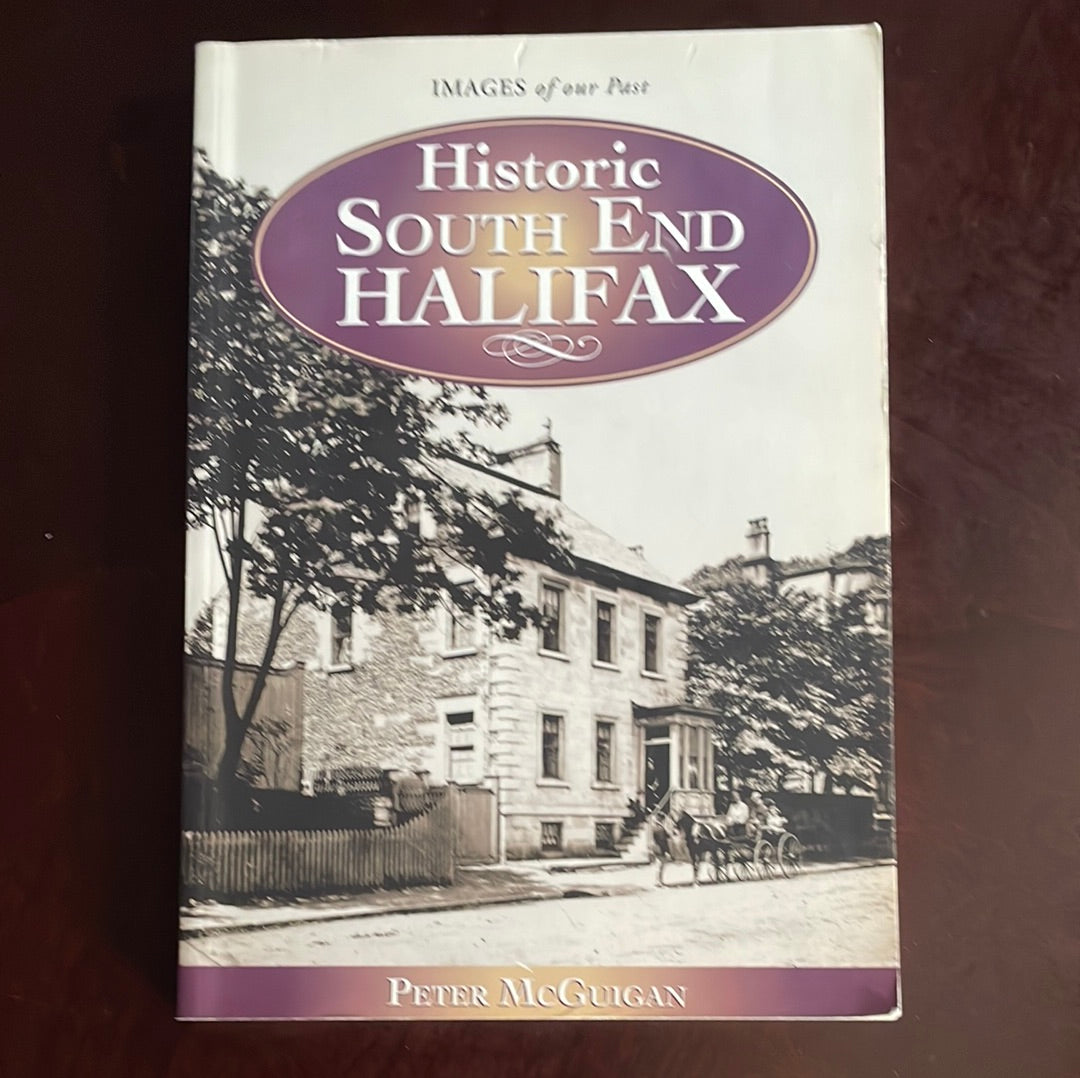 IMAGES of our Past
Historic
SOUTH END
HALIFAX
PETER MCGUIGAN